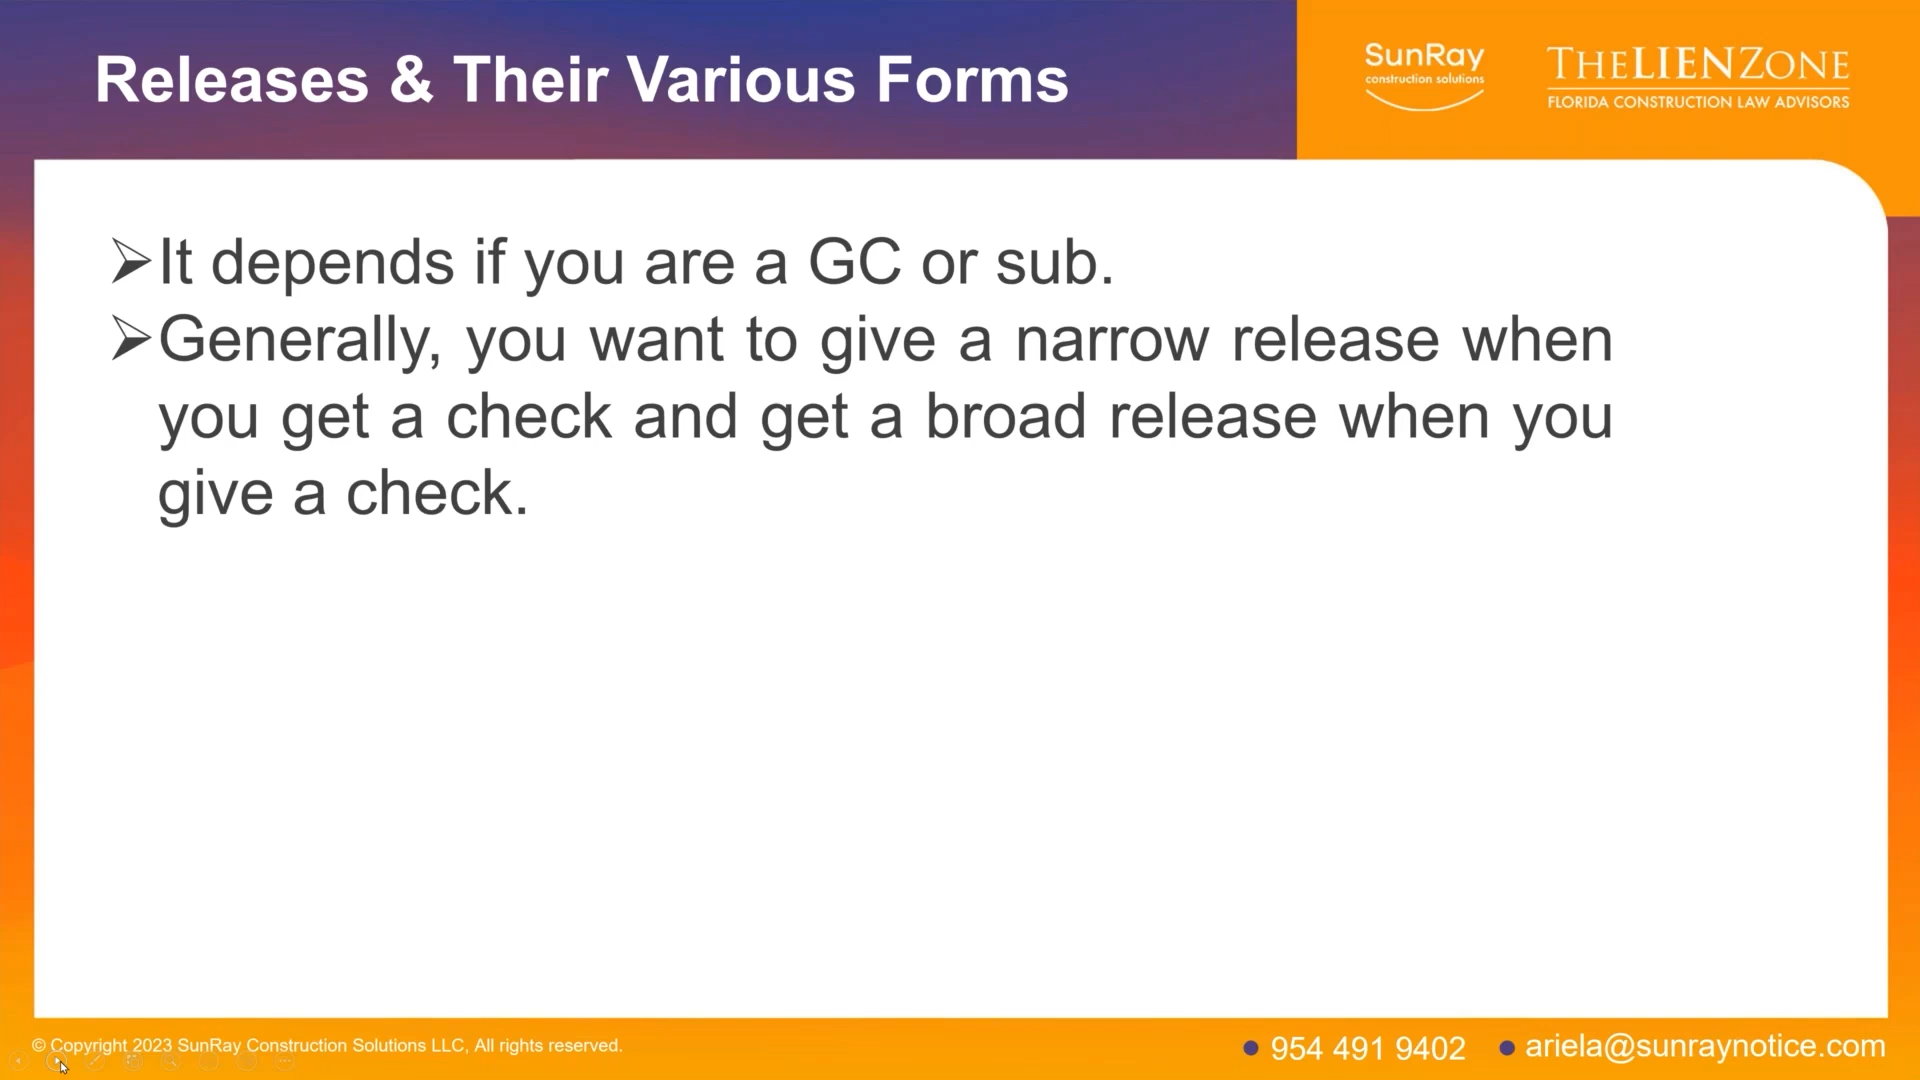 Releases & Their Various Forms
SunRay
construction solutions
THELIENZONE
FLORIDA CONSTRUCTION LAW ADVISORS
➢It depends if you are a GC or sub.
➢Generally, you want to give a narrow release when
you get a check and get a broad release when you
give a check.
© Copyright 2023 SunRay Construction Solutions LLC, All rights reserved.
• 954 491 9402 • ariela@sunraynotice.com